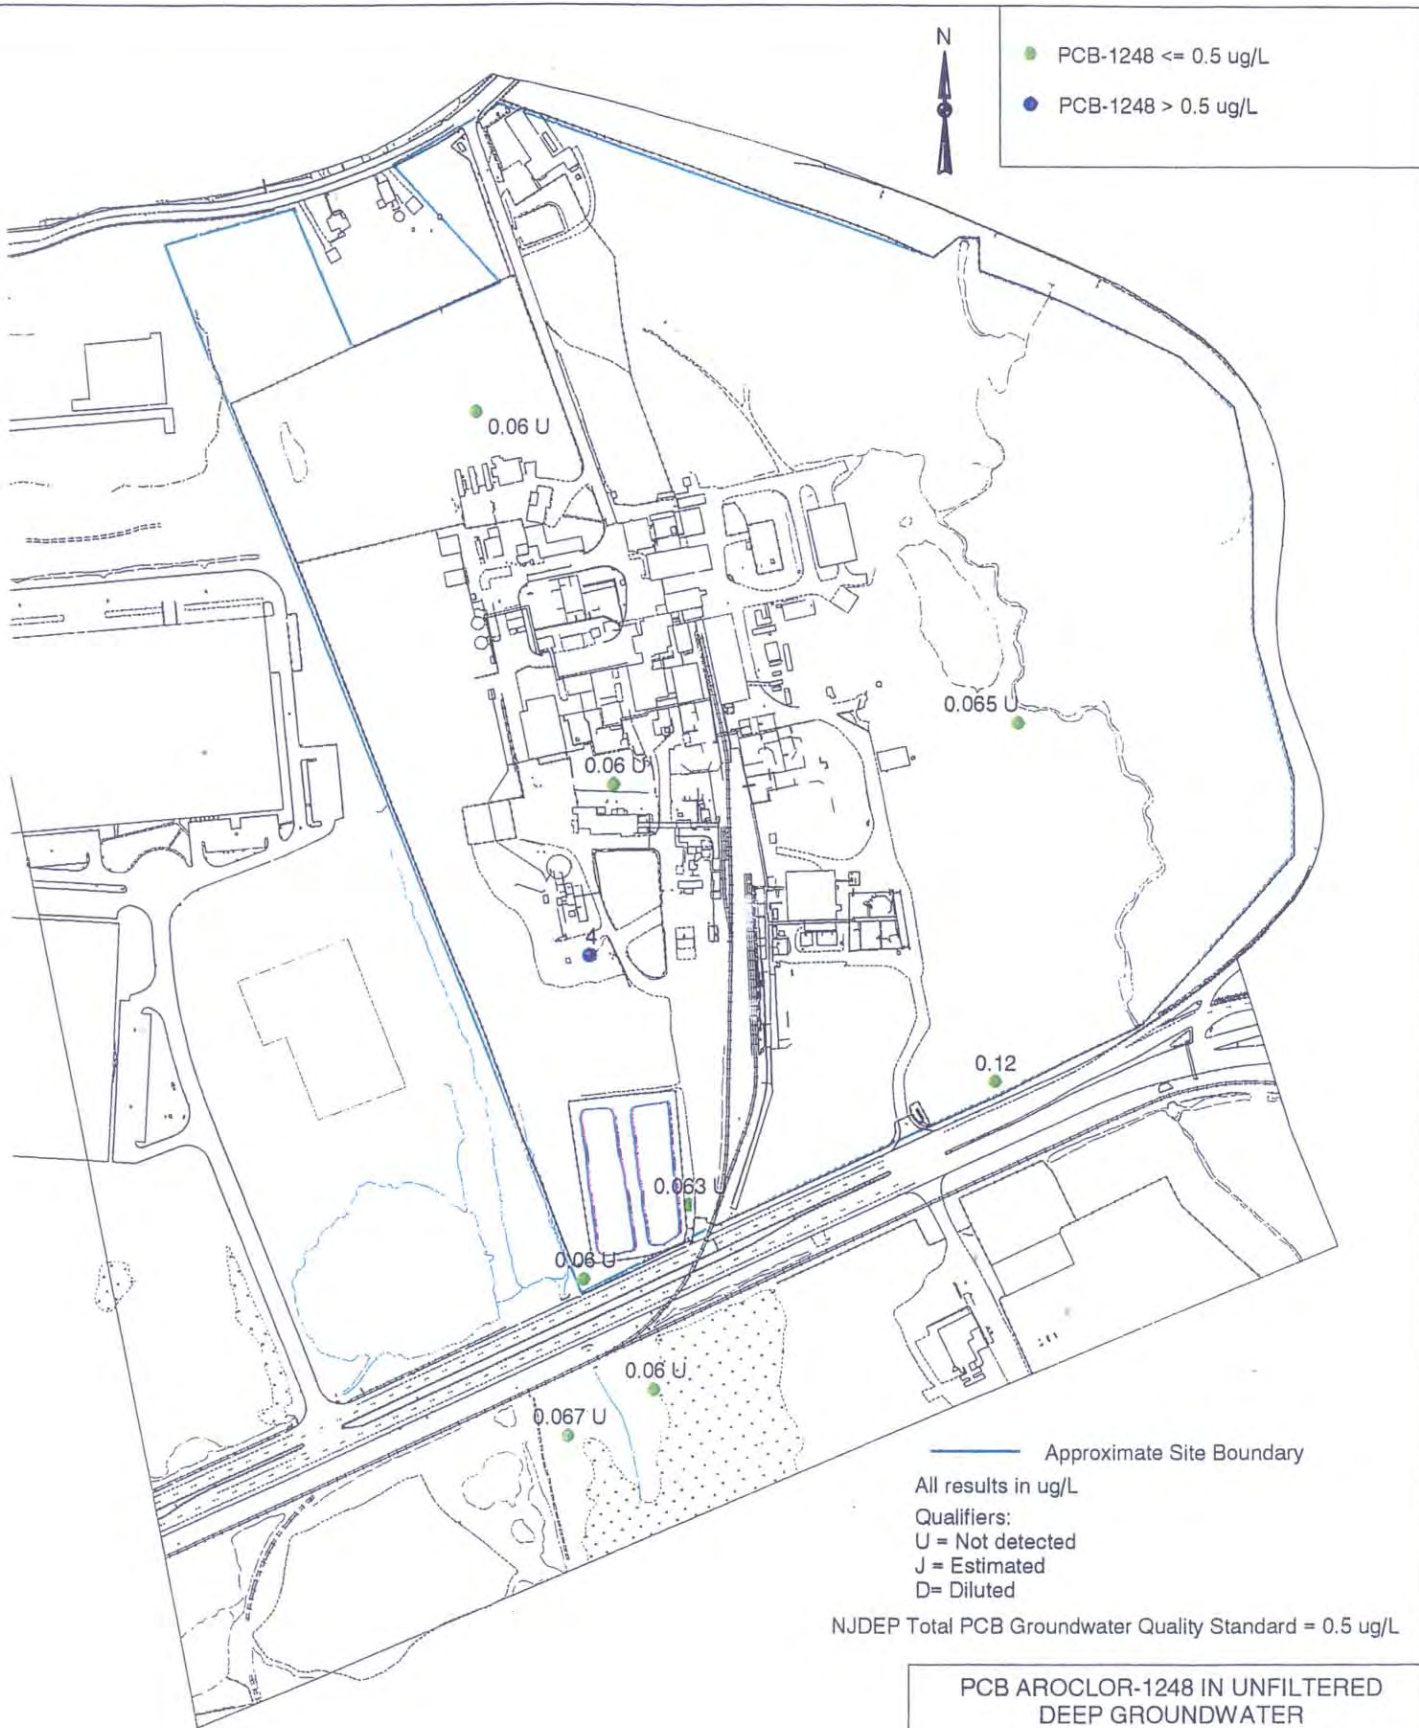 N
PCB-1248 <= 0.5 ug/L
PCB-1248 > 0.5 ug/L
0.06 U
0.065 U
0.06 U
4
0.12
0.063 U
0.06 U
0.06 U
0.067 U
Approximate Site Boundary
All results in ug/L
Qualifiers:
U = Not detected
J = Estimated
D= Diluted
NJDEP Total PCB Groundwater Quality Standard = 0.5 ug/L
PCB AROCLOR-1248 IN UNFILTERED
DEEP GROUNDWATER